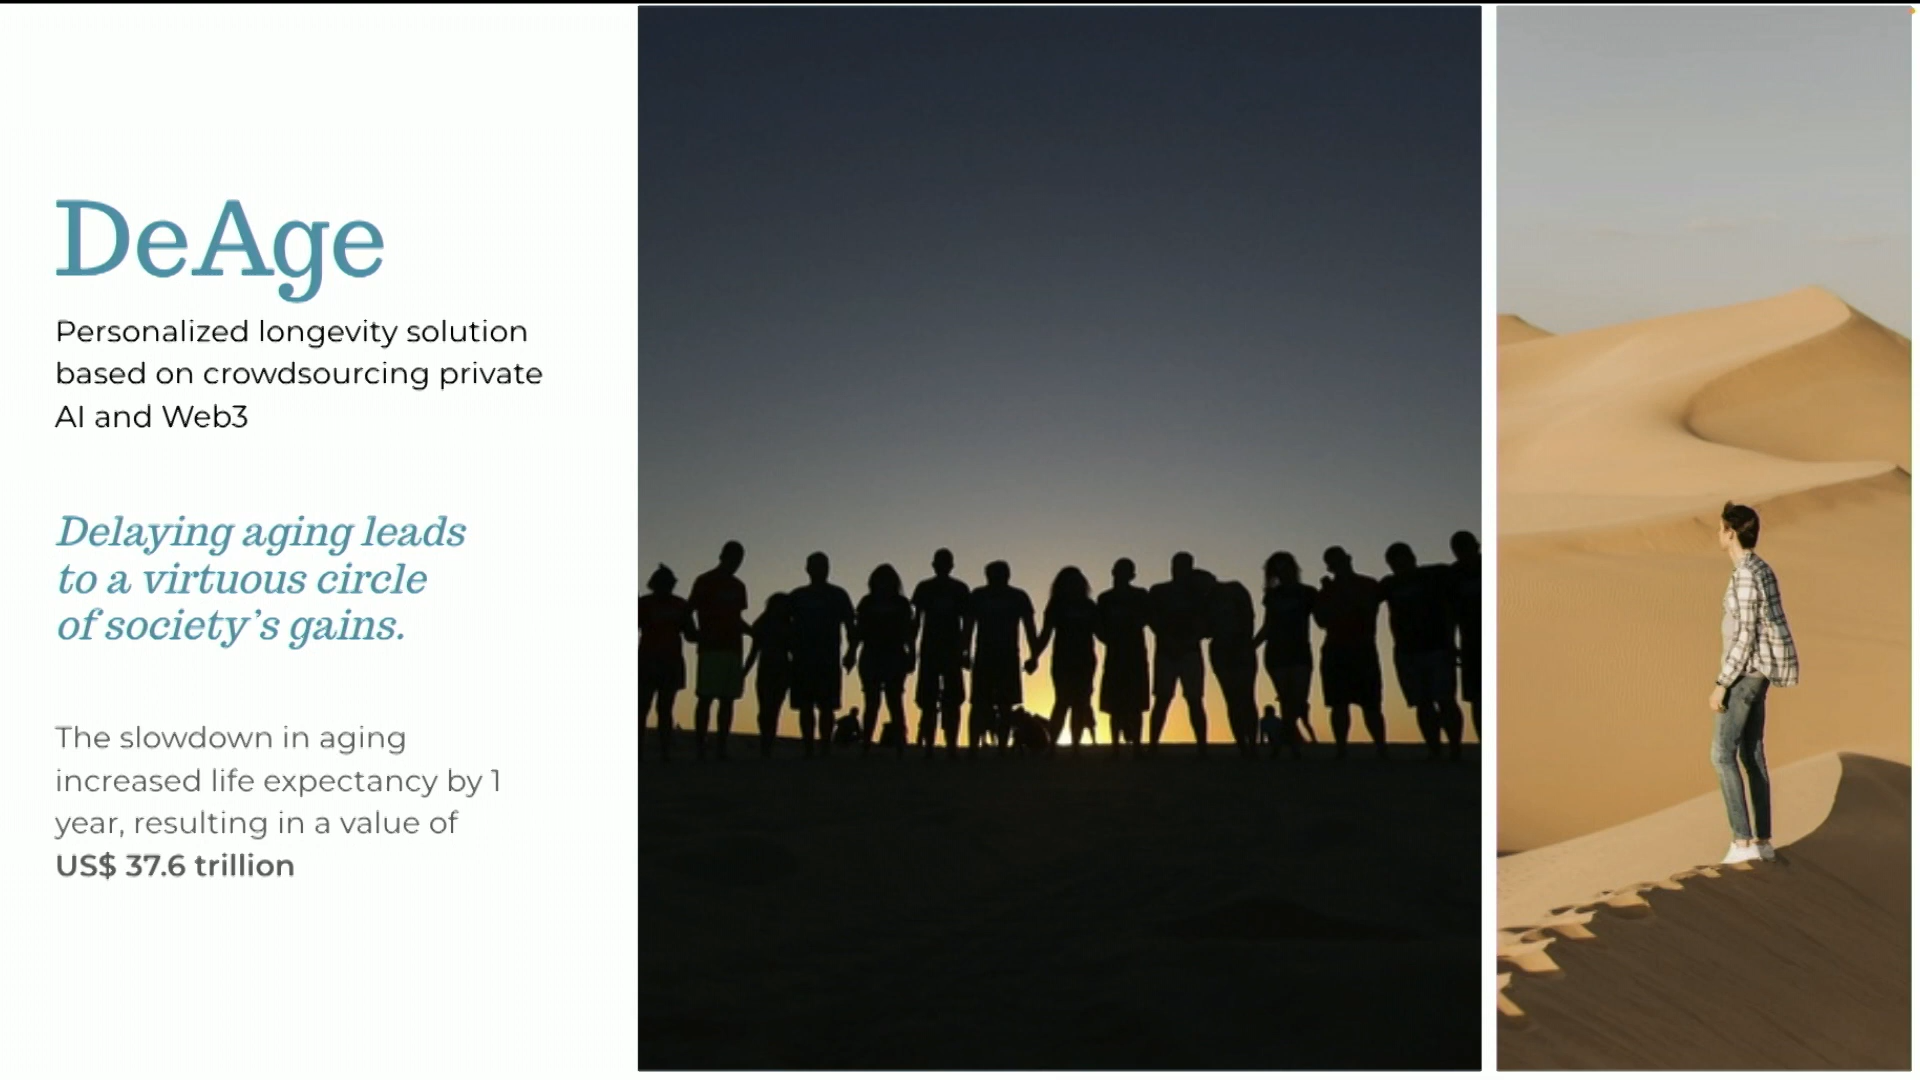 DeAge
Personalized longevity solution
based on crowdsourcing private
AI and Web3
Delaying aging leads
to a virtuous circle
of society’s gains.
The slowdown in aging
increased life expectancy by 1
year, resulting in a value of
US$ 37.6 trillion